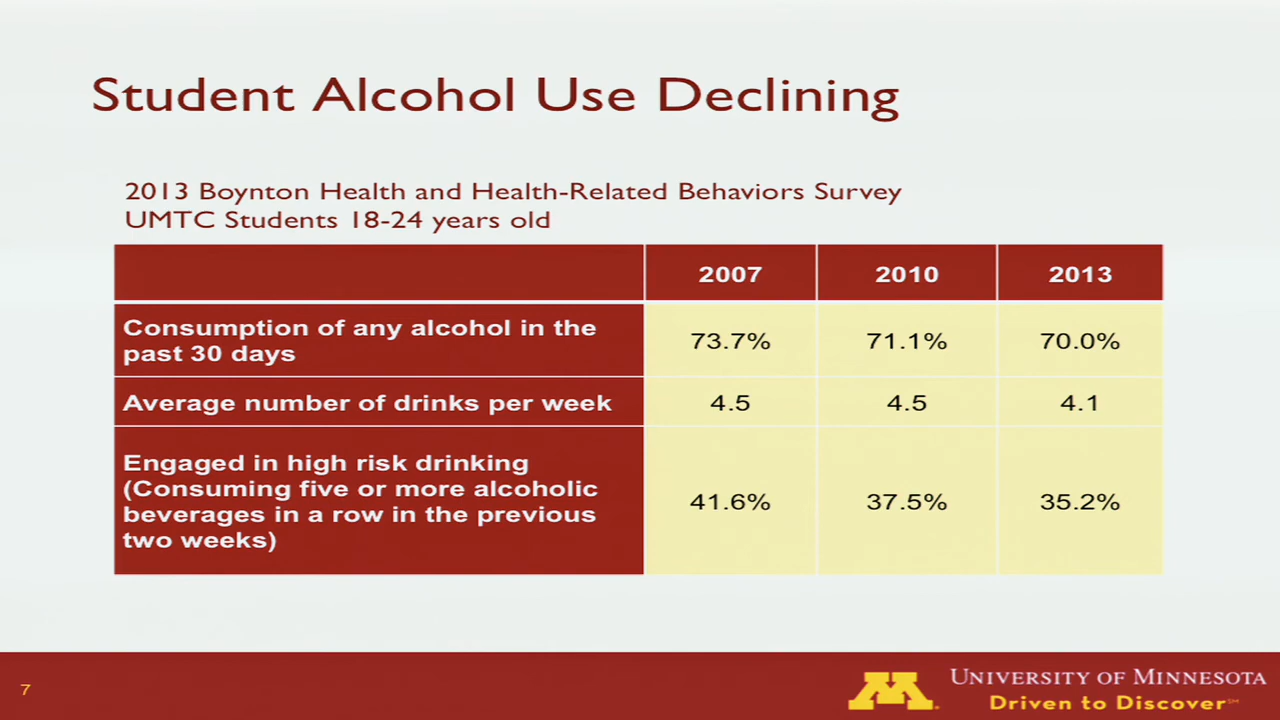 Student Alcohol Use Declining
2013 Boynton Health and Health-Related Behaviors Survey
UMTC Students 18-24 years old
2007 2010 2013
Consumption of any alcohol in the
past 30 days
73.7% 71.1% 70.0%
Average number of drinks per week 4.5 4.5 4.1
Engaged in high risk drinking
(Consuming five or more alcoholic
beverages in a row in the previous
two weeks)
41.6% 37.5% 35.2%
7
M
UNIVERSITY OF MINNESOTA
Driven to Discover℠